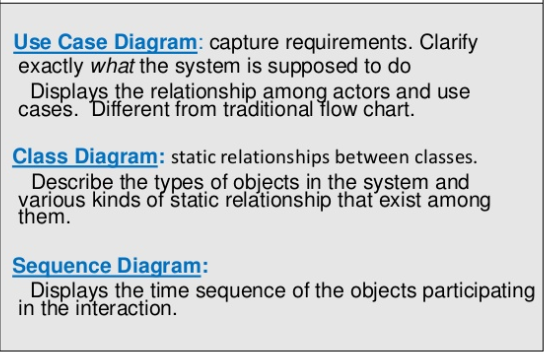 Use Case Diagram: capture requirements. Clarify
exactly what the system is supposed to do
Displays the relationship among actors and use
cases. Different from traditional flow chart.
Class Diagram: static relationships between classes.
Describe the types of objects in the system and
various kinds of static relationship that exist among
them.
Sequence Diagram:
Displays the time sequence of the objects participating
in the interaction.